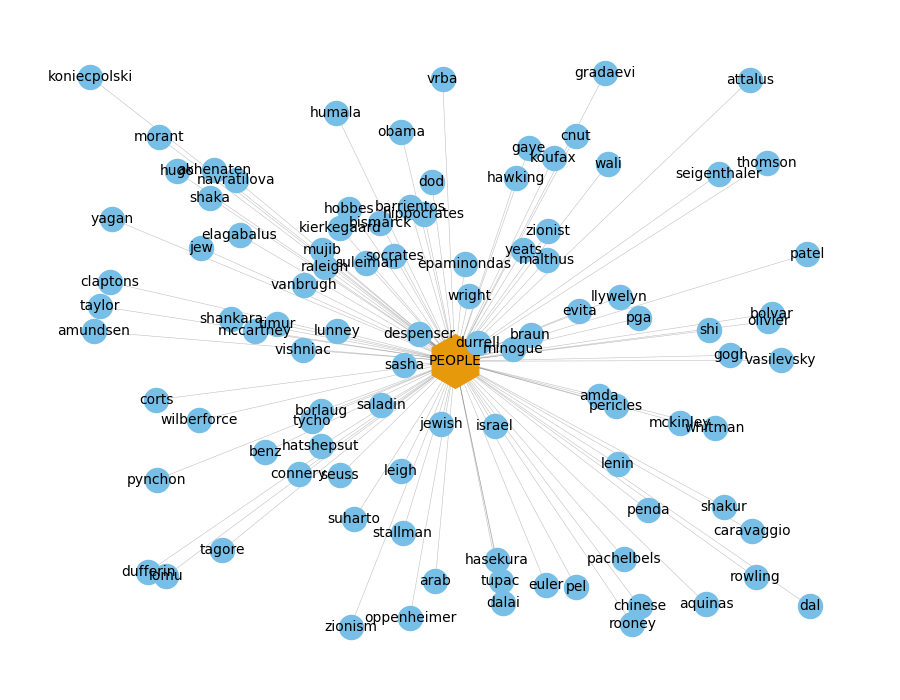 koniecpolski
vrba
gradaevi
attalus
humala
obama
morant
cnut
gaye
koufax
wali
thomson
hugo
akhenaten
navratilova
dod
hawking
seigenthaler
shaka
hobbes
barrientos
hippocrates
yagan
kierkegaard
bismarck
zionist
elagabalus
jew
mujib
socrates
suleiman
raleigh
epaminondas
yeats
malthus
patel
claptons
vanbrugh
wright
llywelyn
taylor
evita
pga
bolvar
olivier
amundsen
shankara
mccartney
timur
lunney
despenser
durrell
braun
minogue
shi
vishniac
sasha
PEOPLE
gogh
vasilevsky
corts
wilberforce
borlaug
tycho
saladin
amda
pericles
jewish
israel
mckinley
whitman
benz
hatshepsut
pynchon
connery
seuss
leigh
lenin
suharto
stallman
penda
shakur
caravaggio
tagore
dufferin
lomu
hasekura
tupac
dalai
arab
euler
pel
pachelbels
rowling
zionism
oppenheimer
chinese
rooney
aquinas
dal